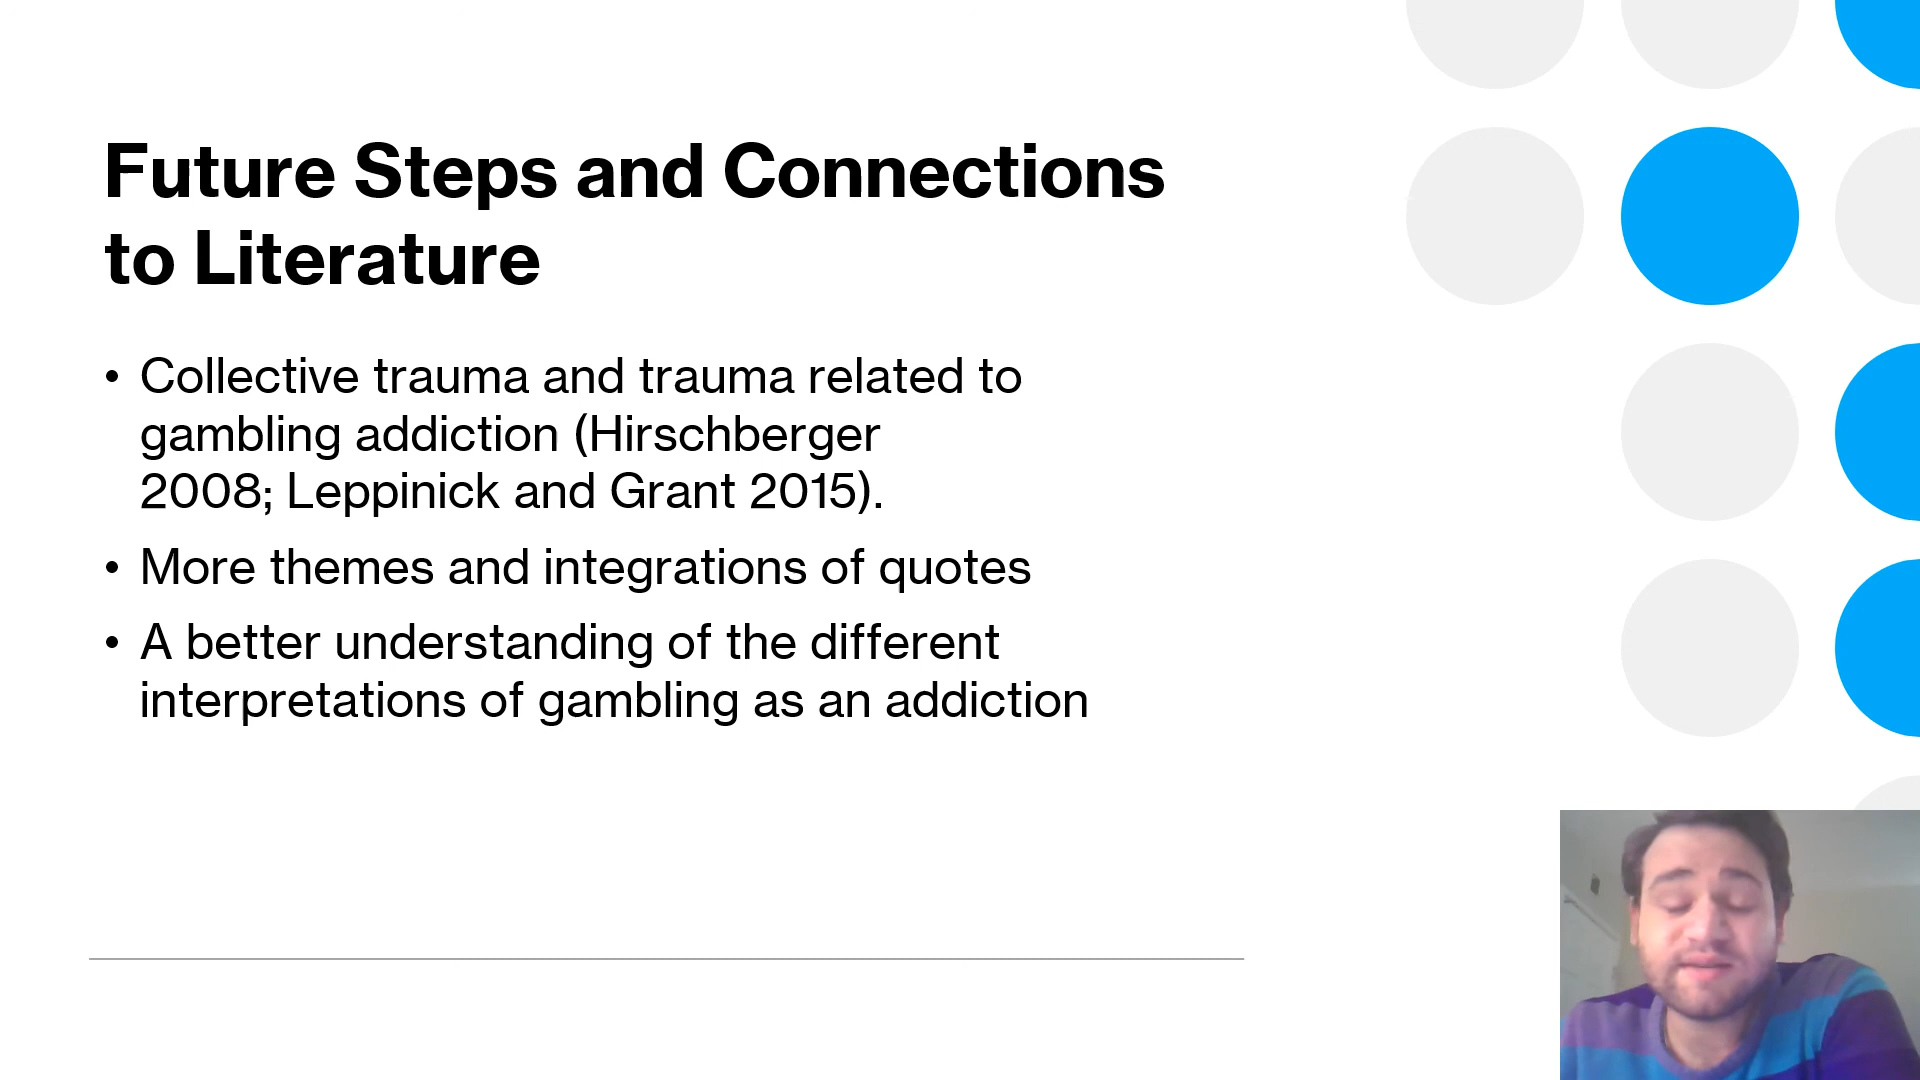 Future Steps and Connections
to Literature
• Collective trauma and trauma related to
gambling addiction (Hirschberger
2008; Leppinick and Grant 2015).
• More themes and integrations of quotes
• A better understanding of the different
interpretations of gambling as an addiction